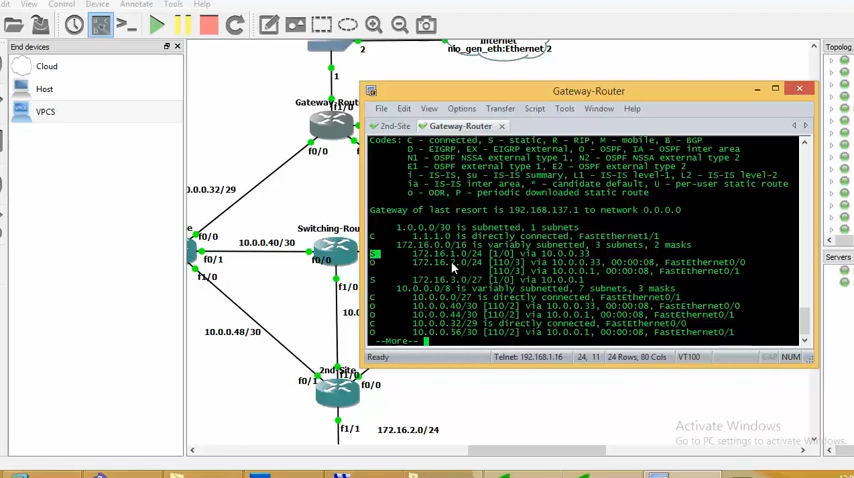 dit View Control Device Annotate Tools Help
End devices
Cloud
Host
VPCS
Internet
nio_gen_eth:Ethernet 2
2
1
f1/0
f0/0
0.0.0.32/29
f0/0
f0/1
f1/0
10.0.0.40/30
Switching-Rou
f0/0
f1/0
10.0
10.0.0.48/30
2nd-Site
f0/1
f1/0
f0/0
f1/1
172.16.2.0/24
Gateway-Router
File Edit View Options Transfer Script Tools Window Help
2nd-Site
Gateway-Router
Codes: C - connected, S - static, R - RIP, M - mobile, B - BGP
D - EIGRP, EX - EIGRP external, O - OSPF, IA - OSPF inter area
N1 - OSPF NSSA external type 1, N2 - OSPF NSSA external type 2
E1 - OSPF external type 1, E2 - OSPF external type 2
i - IS-IS, su - IS-IS summary, L1 - IS-IS level-1, L2 - IS-IS level-2
ia - IS-IS inter area, * - candidate default, U - per-user static route
o - ODR, P - periodic downloaded static route
Gateway of last resort is 192.168.137.1 to network 0.0.0.0
1.0.0.0/30 is subnetted, 1 subnets
C 1.1.1.0 is directly connected, FastEthernet1/1
172.16.0.0/16 is variably subnetted, 3 subnets, 2 masks
S 172.16.1.0/24 [1/0] via 10.0.0.33
O 172.16.2.0/24 [110/3] via 10.0.0.33, 00:00:08, FastEthernet0/0
[110/3] via 10.0.0.1, 00:00:08, FastEthernet0/1
S 172.16.3.0/27 [1/0] via 10.0.0.1
10.0.0.0/8 is variably subnetted, 7 subnets, 3 masks
C 10.0.0.0/27 is directly connected, FastEthernet0/1
O 10.0.0.40/30 [110/2] via 10.0.0.33, 00:00:08, FastEthernet0/0
O 10.0.0.44/30 [110/2] via 10.0.0.1, 00:00:08, FastEthernet0/1
C 10.0.0.32/29 is directly connected, FastEthernet0/0
O 10.0.0.56/30 [110/2] via 10.0.0.1, 00:00:08, FastEthernet0/1
--More--
Ready Telnet: 192.168.1.16 24, 11 24 Rows, 80 Cols VT100 CAP NUM
Topolog
Servers
Activate Windows
Go to PC settings to activate Windows.